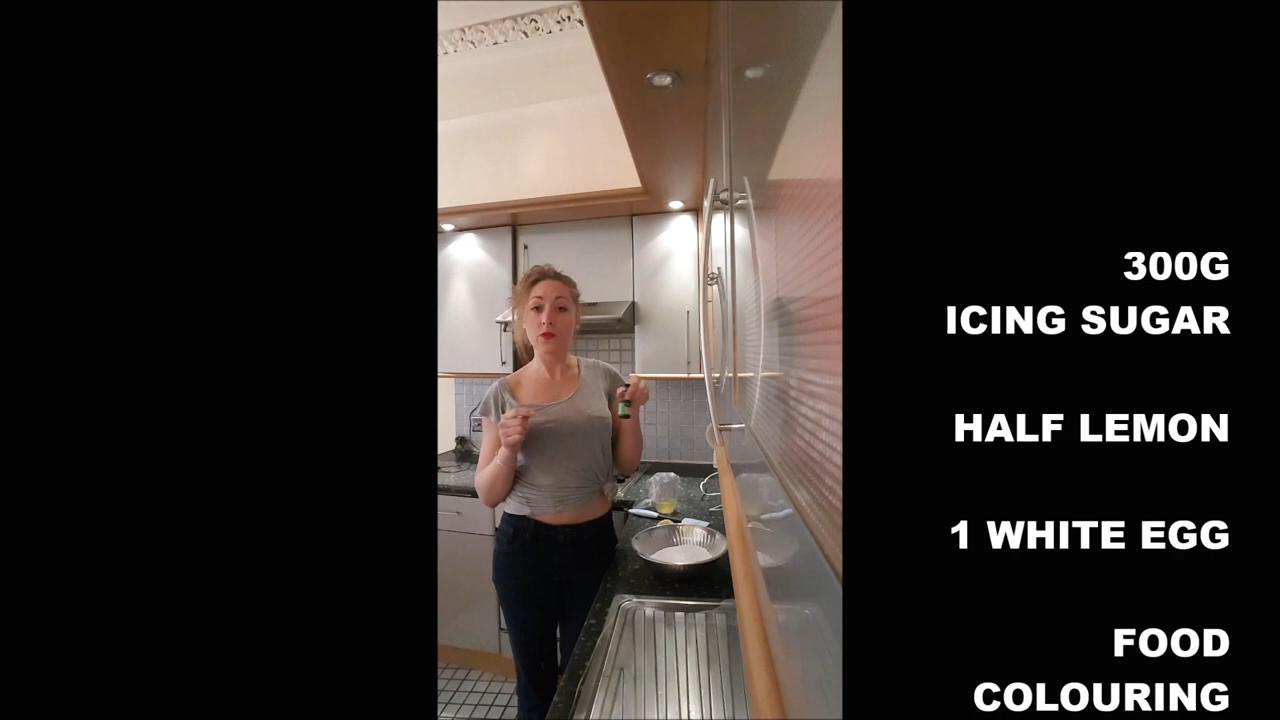 300G
ICING SUGAR
HALF LEMON
1 WHITE EGG
FOOD
COLOURING